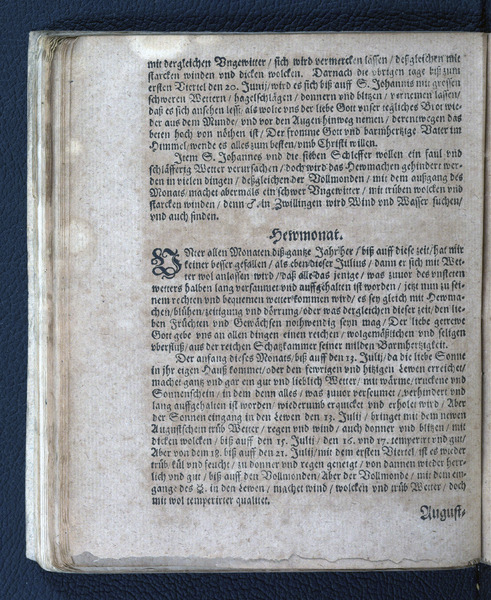 mit dergleichen Vngewitter / sich wird vermercken lassen / deßgleichen mit
starcken winden vnd dicken wolcken. Darnach die vbrigen tage biß zum
ersten Viertel den 20. Junij / wird es sich biß auff S. Johannis mit grossen
schweren Wettern / hagelschlägen / donnern vnd blitzen / vernemen lassen /
daß es sich ansehen lest / als wolte vns der liebe Gott vnser tegliches Brot wie-
der aus dem Munde / vnd vor den Augen hinweg nemen / derentwegen das
beten hoch von nöthen ist / Der fromme Gott vnd barmhertzige Vater im
Himmel / wende es alles zum besten / vmb Christi willen.
Item S. Johannes vnd die sieben Schleffer wollen ein faul vnd
schläfferig Wetter verursachen / doch wird das Hewmachen gehindert wer-
den in vielen dingen / deßgleichen der Vollmonden / mit dem außgang des
Monats / machet abermals ein schwer Vngewitter / mit trüben wolcken vnd
starcken winden / denn ♂ in Zwillingen wird Wind vnd Wasser suchen /
vnd auch finden.
Hewmonat.
VNter allen Monaten diß gantze Jahr her / biß auff diese zeit / hat mir
keiner besser gefallen / als eben dieser Julius / dann er sich mit Wet-
ter wol anlassen wird / daß alle das jenige / was zuuor des vnsteten
wetters halben lang versaumet vnd auffgehalten ist worden / jetzt nun zu sei-
nem rechten vnd bequemen wetter kommen wird / es sey gleich mit Hewma-
chen / blühen / zeitigung vnd dörrung / oder was dergleichen dieser zeit / den lie-
ben Früchten vnd Gewächsen nothwendig seyn mag / Der liebe getrewe
Gott gebe vns an allen dingen einen reichen / wolgemäßlichen vnd seligen
vberfluß / aus der reichen Schatzkammer seiner milden Barmhertzigkeit.
Der anfang dieses Monats / biß auff den 13. Julij / da die liebe Sonne
in jhr eigen Hauß kommet / oder den fewrigen vnd hitzigen Lewen erreichet /
machet gantz vnd gar ein gut vnd lieblich Wetter / mit wärme / truckene vnd
Sonnenschein / in dem denn alles / was zuuor verseumet / verhindert vnd
lang auffgehalten ist worden / wiederumb erquicket vnd erholet wird / Aber
der Sonnen eingang in den Lewen den 13. Julij / bringet mit dem newen
Augustschein trüb Wetter / regen vnd wind / auch donner vnd blitzen / mit
dicken wolcken / biß auff den 15. Julij / den 16. vnd 17. temperirt vnd gut /
Aber von dem 18. biß auff den 21. Julij / mit dem ersten Viertel ist es wieder
trüb / kül vnd feucht / zu donner vnd regen geneigt / von dannen wieder herr-
lich vnd gut / biß auff den Vollmonden / Aber der Vollmonde / mit dem ein-
gange des ☿. in den Lewen / machet wind / wolcken vnd trüb Wetter / doch
mit wol temperirter qualitet.
August-